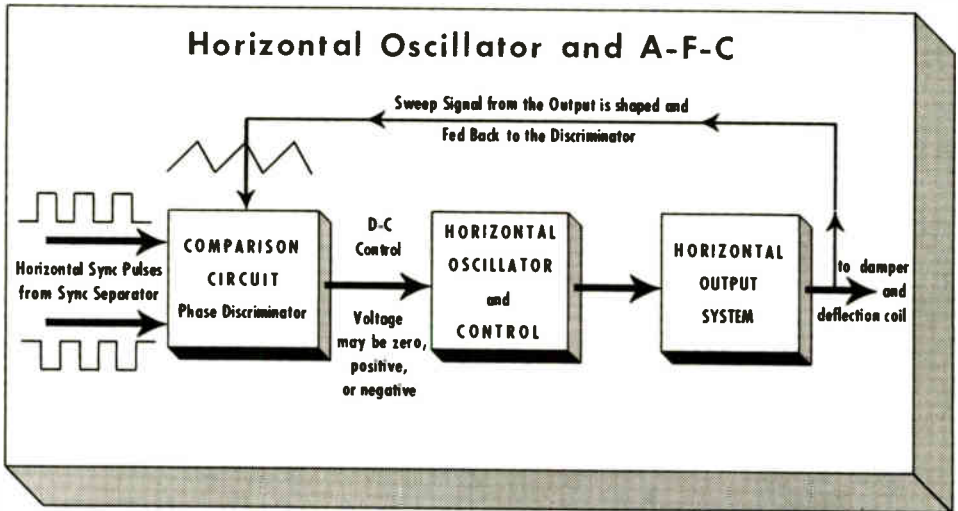 Horizontal Oscillator and A-F-C
Sweep Signal from the Output is shaped and
Fed Back to the Discriminator
Horizontal Sync Pulses
from Sync Separator
COMPARISON
CIRCUIT
Phase Discriminator
D-C
Control
Voltage
may be zero,
positive,
or negative
HORIZONTAL
OSCILLATOR
and
CONTROL
HORIZONTAL
OUTPUT
SYSTEM
to damper
and
deflection coil